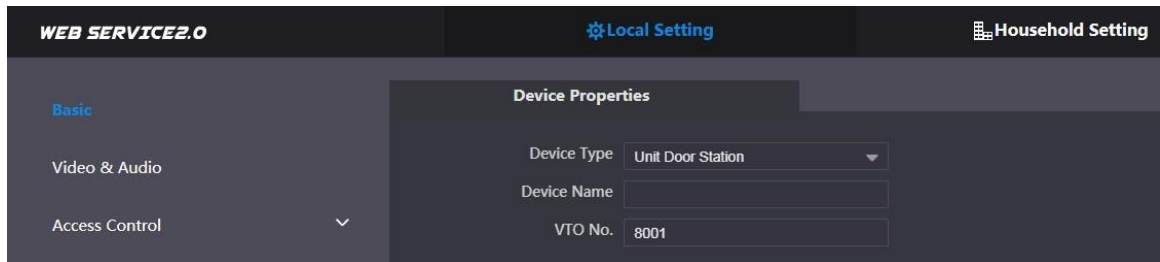 WEB SERVICE2.0 Local Setting Household Setting
Basic
Device Properties
Video & Audio
Device Type Unit Door Station
Device Name
Access Control
VTO No. 8001